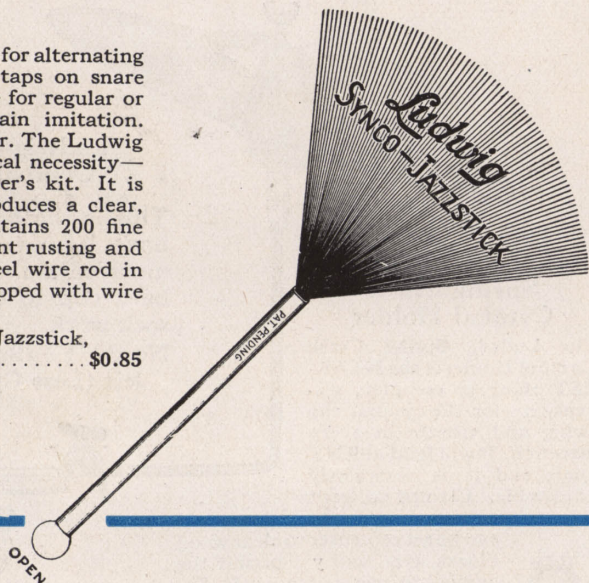 for alternating
taps on snare
for regular or
ain imitation.
r. The Ludwig
cal necessity—
er's kit. It is
oduces a clear,
tains 200 fine
nt rusting and
eel wire rod in
pped with wire
Jazzstick,
........ $0.85
Ludwig
SYNCO-JAZZSTICK
PAT. PENDING
OPEN